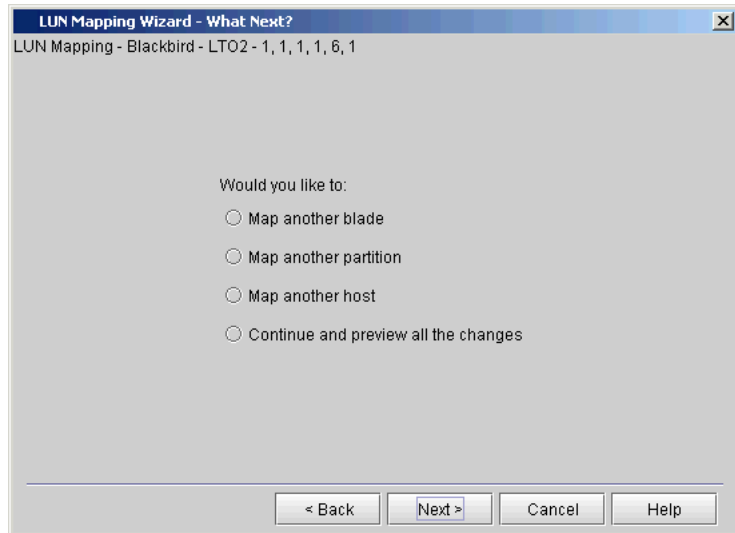 LUN Mapping Wizard - What Next?
LUN Mapping - Blackbird - LTO2 - 1, 1, 1, 1, 6, 1
Would you like to:
Map another blade
Map another partition
Map another host
Continue and preview all the changes
< Back Next > Cancel Help